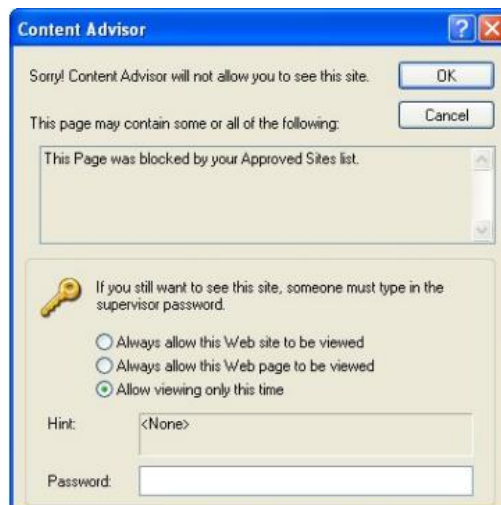 Content Advisor
Sorry! Content Advisor will not allow you to see this site.
OK
This page may contain some or all of the following:
Cancel
This Page was blocked by your Approved Sites list.
If you still want to see this site, someone must type in the
supervisor password.
Always allow this Web site to be viewed
Always allow this Web page to be viewed
Allow viewing only this time
Hint:
<None>
Password: